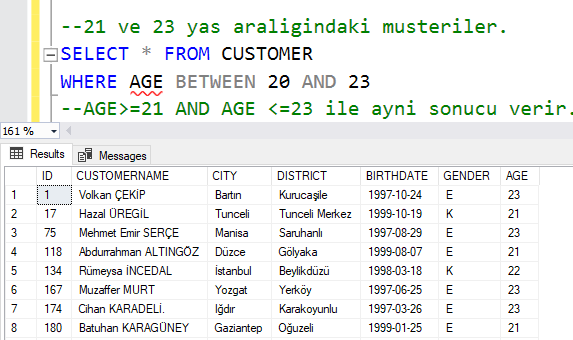 --21 ve 23 yas araligindaki musteriler.
SELECT * FROM CUSTOMER
WHERE AGE BETWEEN 20 AND 23
--AGE>=21 AND AGE <=23 ile ayni sonucu verir.
161 %
Results Messages
ID CUSTOMERNAME CITY DISTRICT BIRTHDATE GENDER AGE
1 1 Volkan ÇEKİP Bartın Kurucaşile 1997-10-24 E 23
2 17 Hazal ÜREGİL Tunceli Tunceli Merkez 1999-10-19 K 21
3 75 Mehmet Emir SERÇE Manisa Saruhanlı 1997-08-29 E 23
4 118 Abdurrahman ALTINGÖZ Düzce Gölyaka 1999-08-07 E 21
5 134 Rümeysa İNCEDAL İstanbul Beylikdüzü 1998-03-18 K 22
6 167 Muzaffer MURT Yozgat Yerköy 1997-06-25 E 23
7 174 Cihan KARADELİ. Iğdır Karakoyunlu 1997-03-26 E 23
8 180 Batuhan KARAGÜNEY Gaziantep Oğuzeli 1999-01-25 E 21